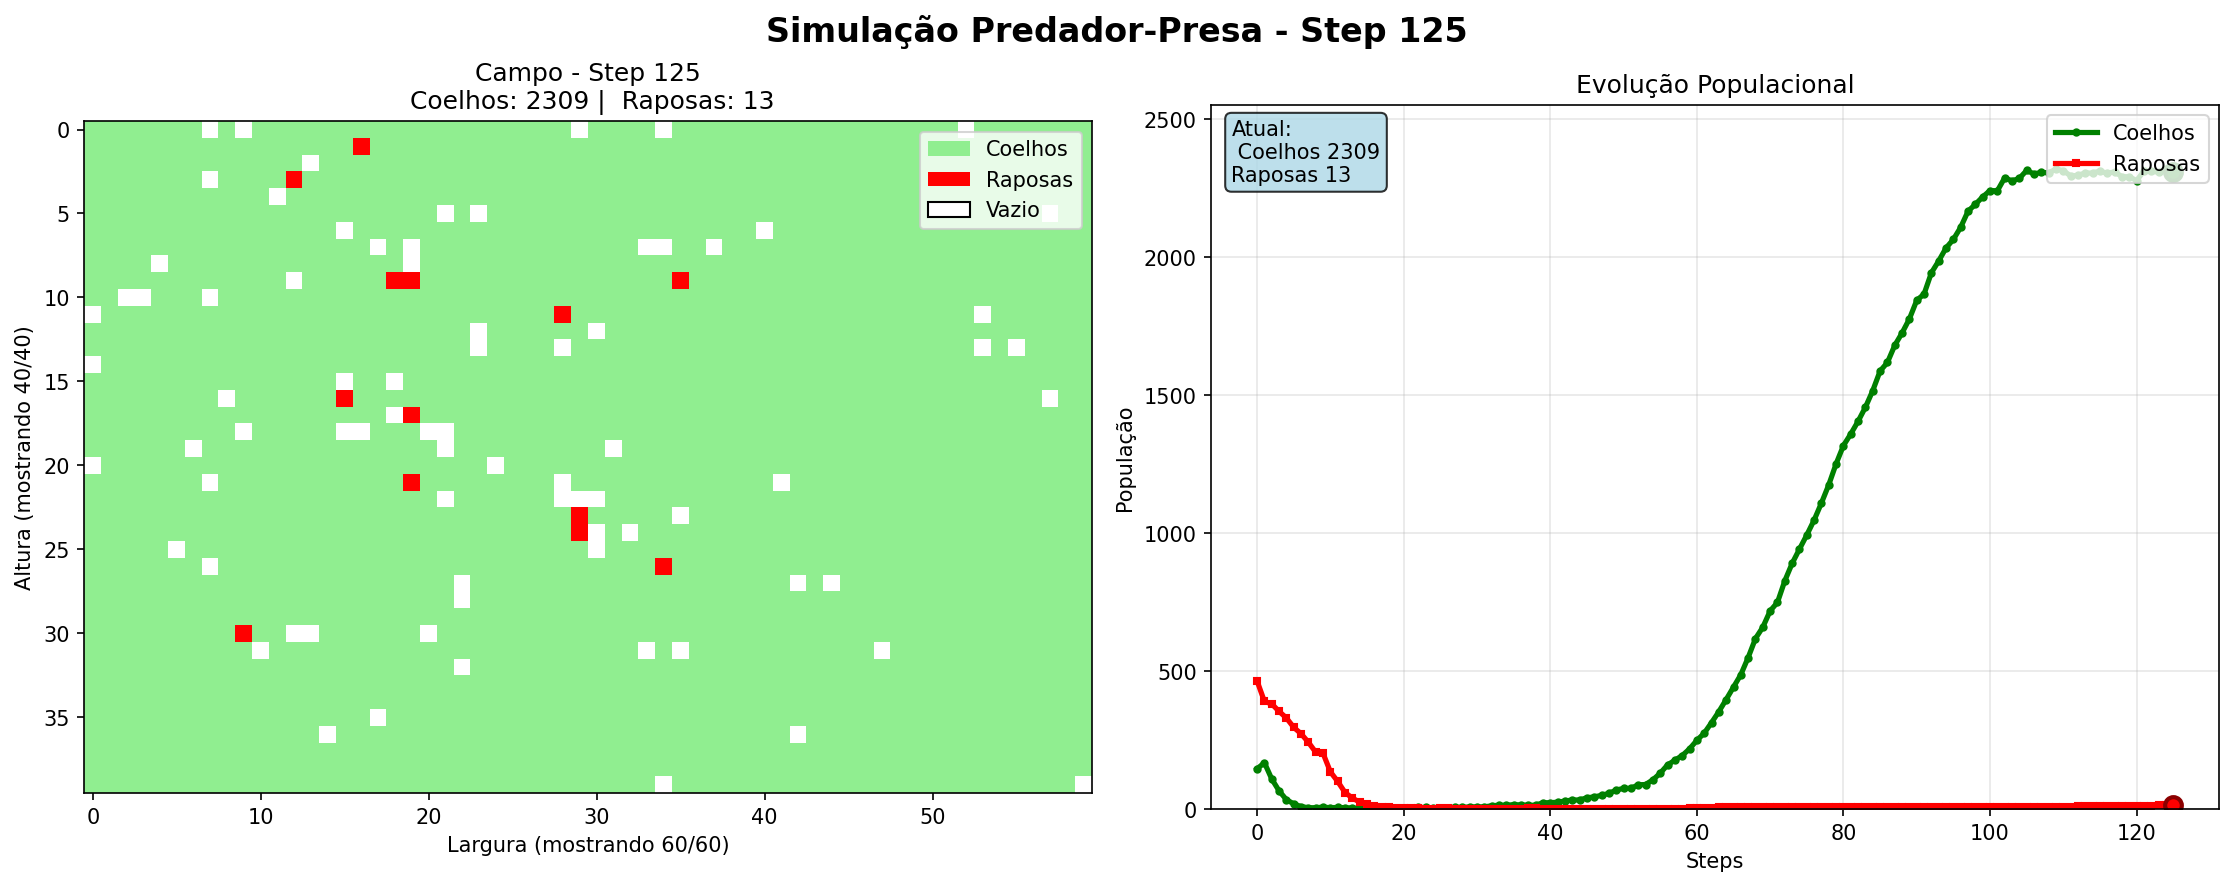 Simulação Predador-Presa - Step 125
Campo - Step 125
Coelhos: 2309 |  Raposas: 13
Coelhos
Raposas
Vazio
0
5
10
15
20
25
30
35
Altura (mostrando 40/40)
0 10 20 30 40 50
Largura (mostrando 60/60)
Evolução Populacional
Atual:
Coelhos 2309
Raposas 13
Coelhos
Raposas
2500
2000
1500
1000
500
0
População
0 20 40 60 80 100 120
Steps